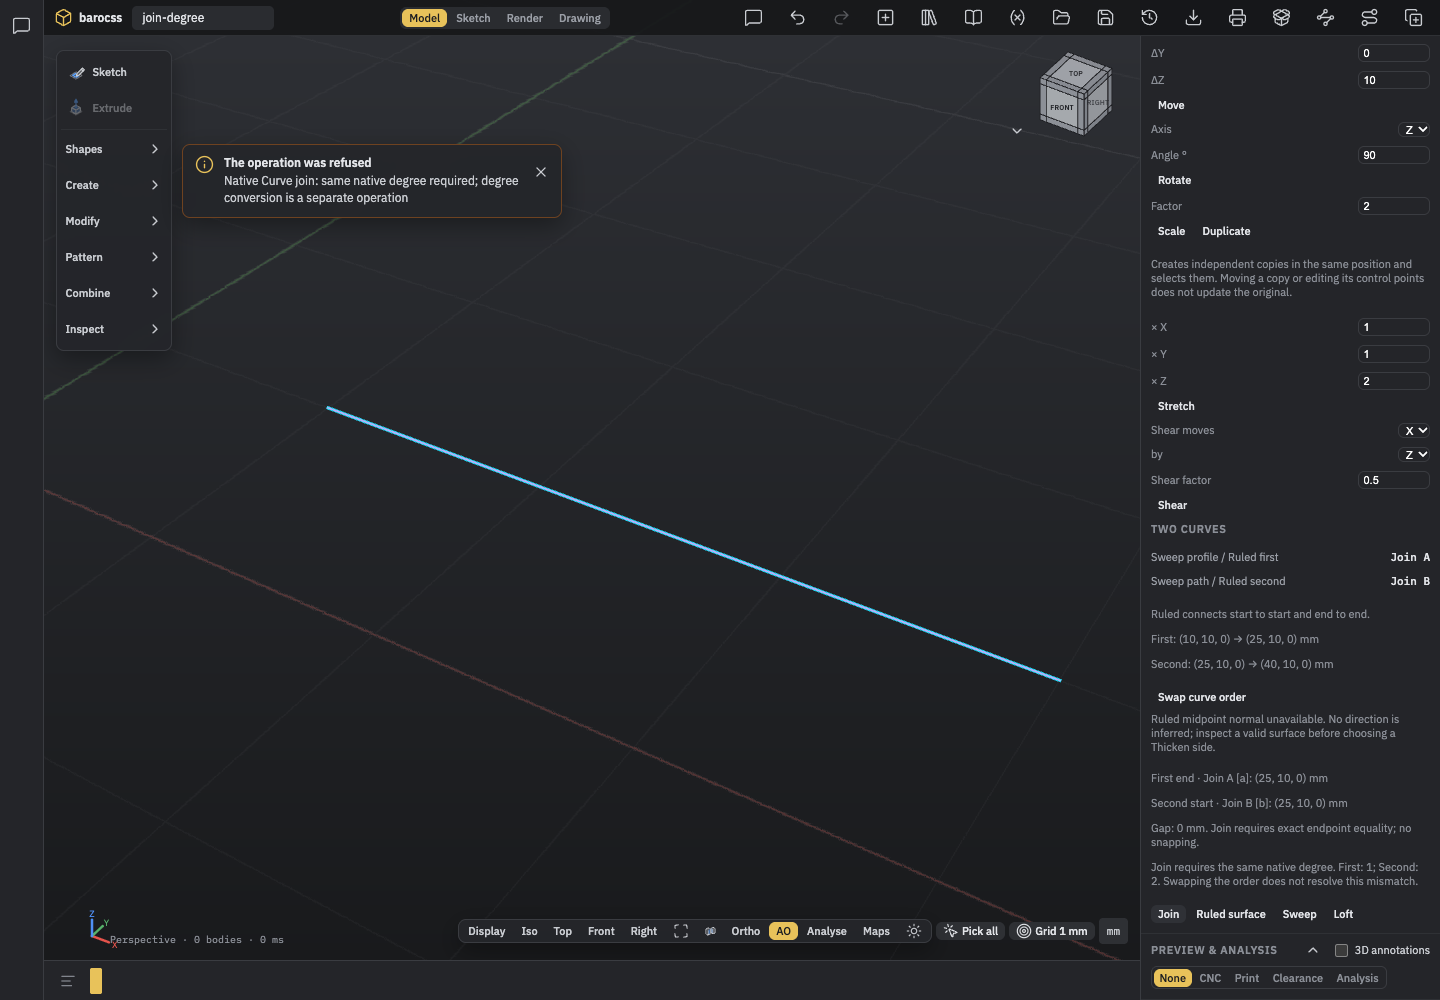 barocss
join-degree
Model
Sketch
Render
Drawing
Sketch
Extrude
Shapes
Create
Modify
Pattern
Combine
Inspect
The operation was refused
Native Curve join: same native degree required; degree
conversion is a separate operation
TOP
FRONT
RIGHT
ΔY
0
ΔZ
10
Move
Axis
Z
Angle °
90
Rotate
Factor
2
Scale
Duplicate
Creates independent copies in the same position and
selects them. Moving a copy or editing its control points
does not update the original.
× X
1
× Y
1
× Z
2
Stretch
Shear moves
X
by
Z
Shear factor
0.5
Shear
TWO CURVES
Sweep profile / Ruled first
Join A
Sweep path / Ruled second
Join B
Ruled connects start to start and end to end.
First: (10, 10, 0) → (25, 10, 0) mm
Second: (25, 10, 0) → (40, 10, 0) mm
Swap curve order
Ruled midpoint normal unavailable. No direction is
inferred; inspect a valid surface before choosing a
Thicken side.
First end · Join A [a]: (25, 10, 0) mm
Second start · Join B [b]: (25, 10, 0) mm
Gap: 0 mm. Join requires exact endpoint equality; no
snapping.
Join requires the same native degree. First: 1; Second:
2. Swapping the order does not resolve this mismatch.
Join
Ruled surface
Sweep
Loft
PREVIEW & ANALYSIS
3D annotations
None
CNC
Print
Clearance
Analysis
Z
Y
X
Perspective · 0 bodies · 0 ms
Display
Iso
Top
Front
Right
Ortho
AO
Analyse
Maps
Pick all
Grid 1 mm
mm